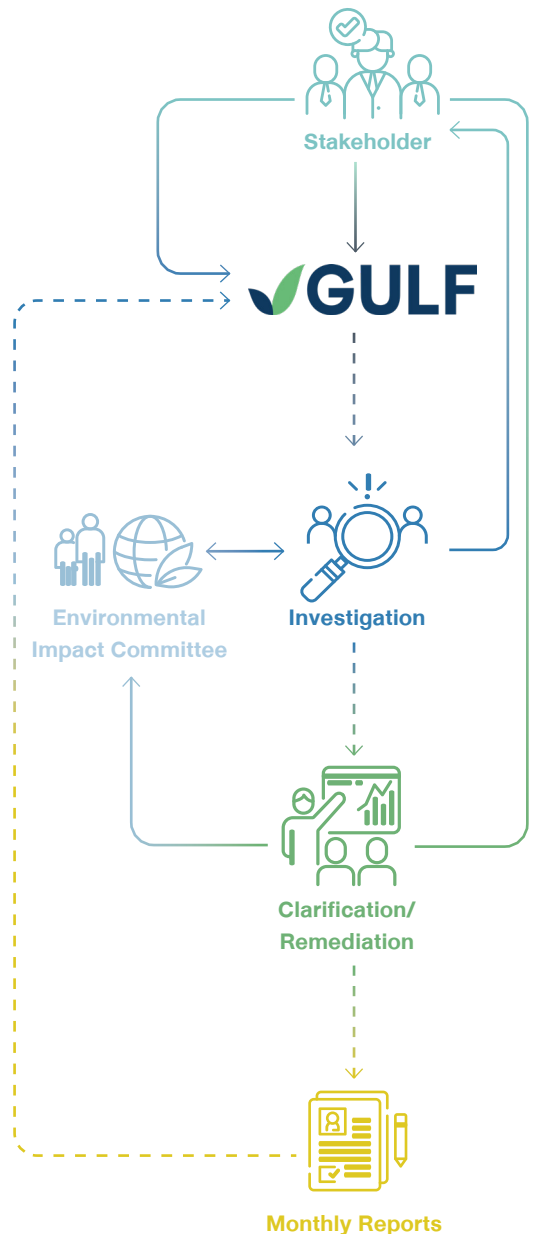 Stakeholder
GULF
Environmental
Impact Committee
Investigation
Clarification/
Remediation
Monthly Reports